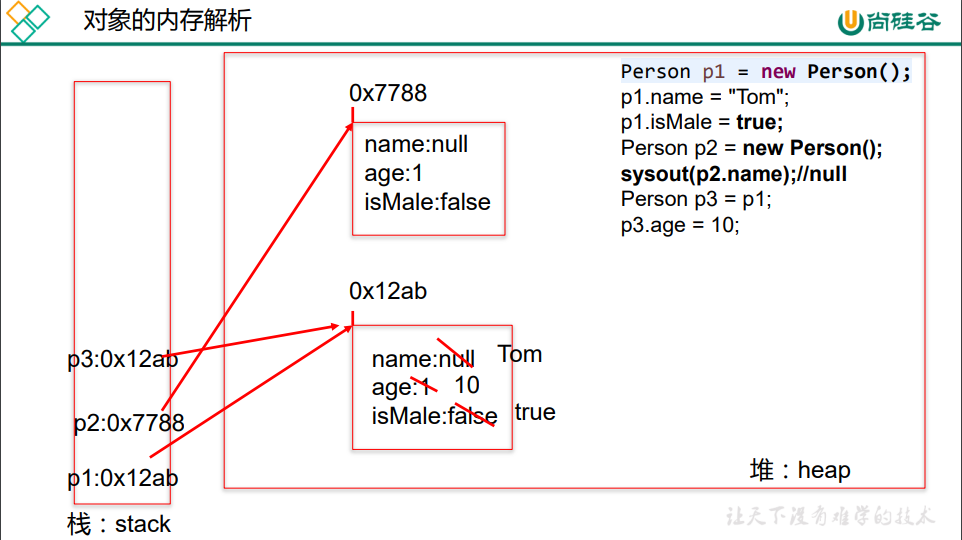 对象的内存解析
尚硅谷
Person p1 = new Person();
p1.name = "Tom";
p1.isMale = true;
Person p2 = new Person();
sysout(p2.name);//null
Person p3 = p1;
p3.age = 10;
0x7788
name:null
age:1
isMale:false
0x12ab
name:null Tom
age:1 10
isMale:false true
p3:0x12ab
p2:0x7788
p1:0x12ab
栈：stack
堆：heap
让天下没有难学的技术